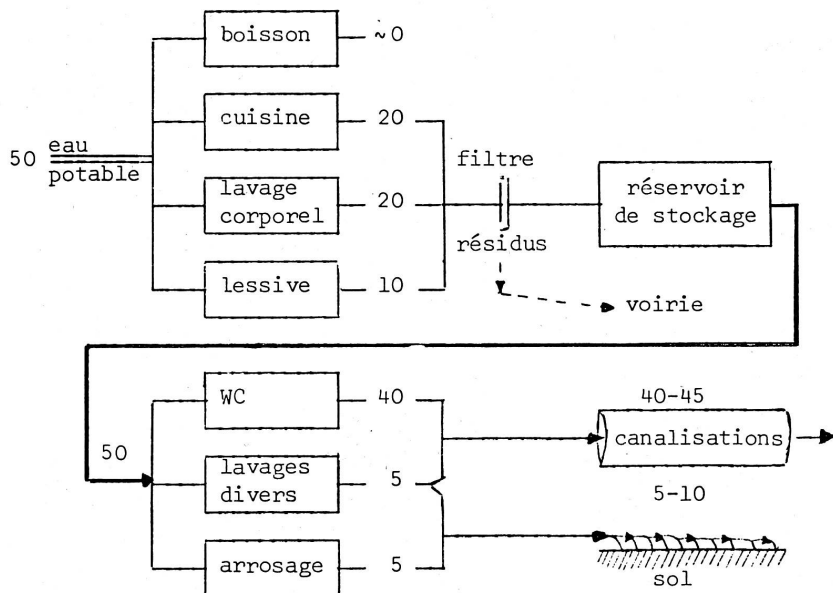 boisson ~0
cuisine 20
50 eau potable
filtre
lavage
corporel 20
réservoir
de stockage
résidus
lessive 10
voirie
WC 40
40-45
canalisations
50
lavages
divers 5
5-10
arrosage 5
sol